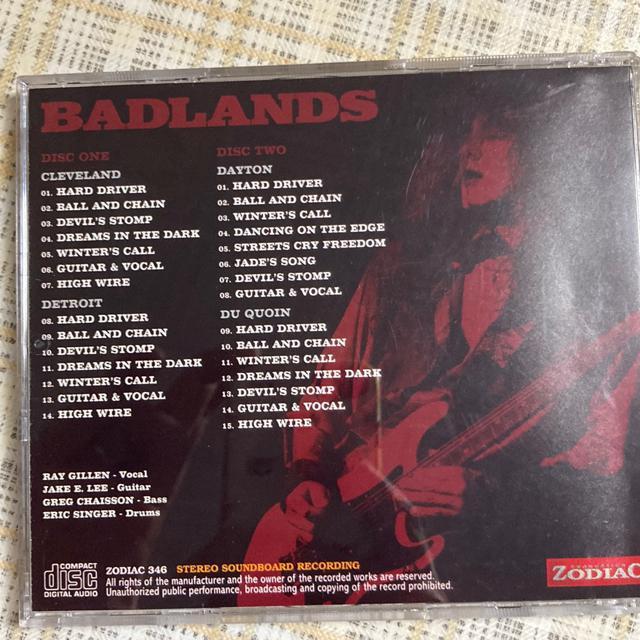 BADLANDS
DISC ONE
CLEVELAND
01. HARD DRIVER
02. BALL AND CHAIN
03. DEVIL'S STOMP
04. DREAMS IN THE DARK
05. WINTER'S CALL
06. GUITAR & VOCAL
07. HIGH WIRE
DETROIT
08. HARD DRIVER
09. BALL AND CHAIN
10. DEVIL'S STOMP
11. DREAMS IN THE DARK
12. WINTER'S CALL
13. GUITAR & VOCAL
14. HIGH WIRE
DISC TWO
DAYTON
01. HARD DRIVER
02. BALL AND CHAIN
03. WINTER'S CALL
04. DANCING ON THE EDGE
05. STREETS CRY FREEDOM
06. JADE'S SONG
07. DEVIL'S STOMP
08. GUITAR & VOCAL
DU QUOIN
09. HARD DRIVER
10. BALL AND CHAIN
11. WINTER'S CALL
12. DREAMS IN THE DARK
13. DEVIL'S STOMP
14. GUITAR & VOCAL
15. HIGH WIRE
RAY GILLEN - Vocal
JAKE E. LEE - Guitar
GREG CHAISSON - Bass
ERIC SINGER - Drums
COMPACT
disc
DIGITAL AUDIO
ZODIAC 346 STEREO SOUNDBOARD RECORDING
All rights of the manufacturer and the owner of the recorded works are reserved.
Unauthorized public performance, broadcasting and copying of the record prohibited.
ZODIAC